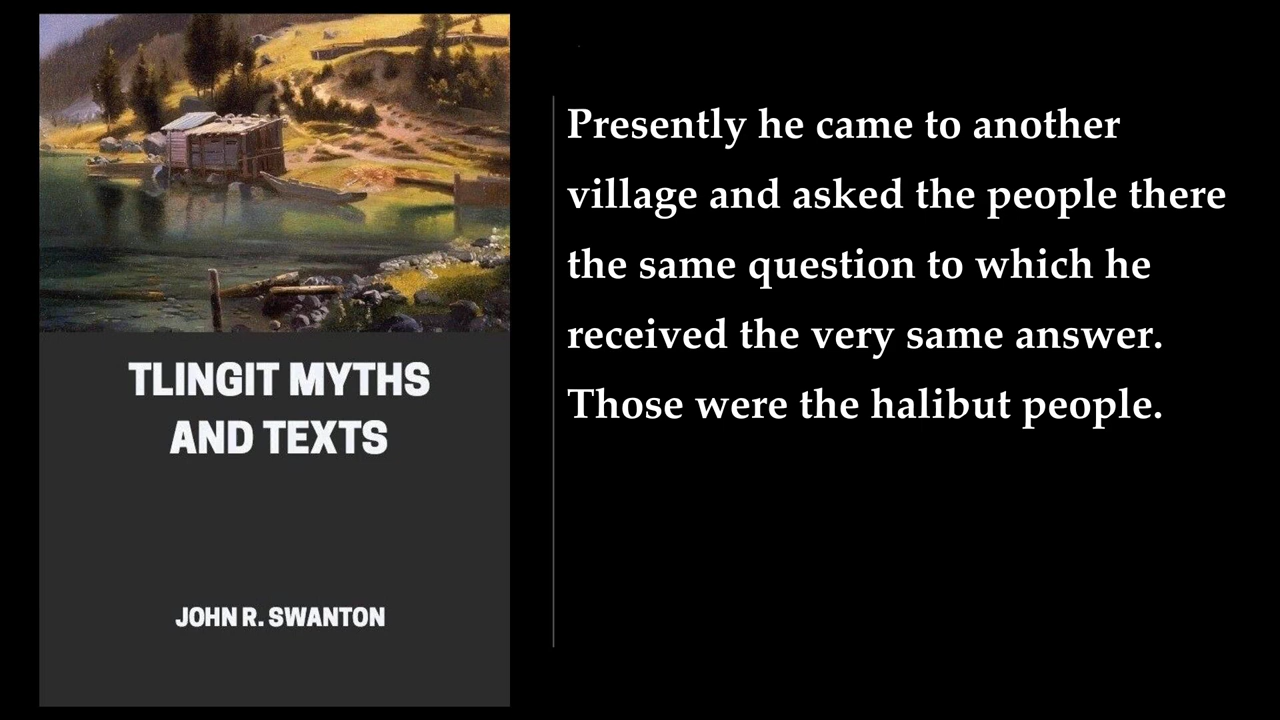 TLINGIT MYTHS
AND TEXTS
JOHN R. SWANTON
Presently he came to another
village and asked the people there
the same question to which he
received the very same answer.
Those were the halibut people.